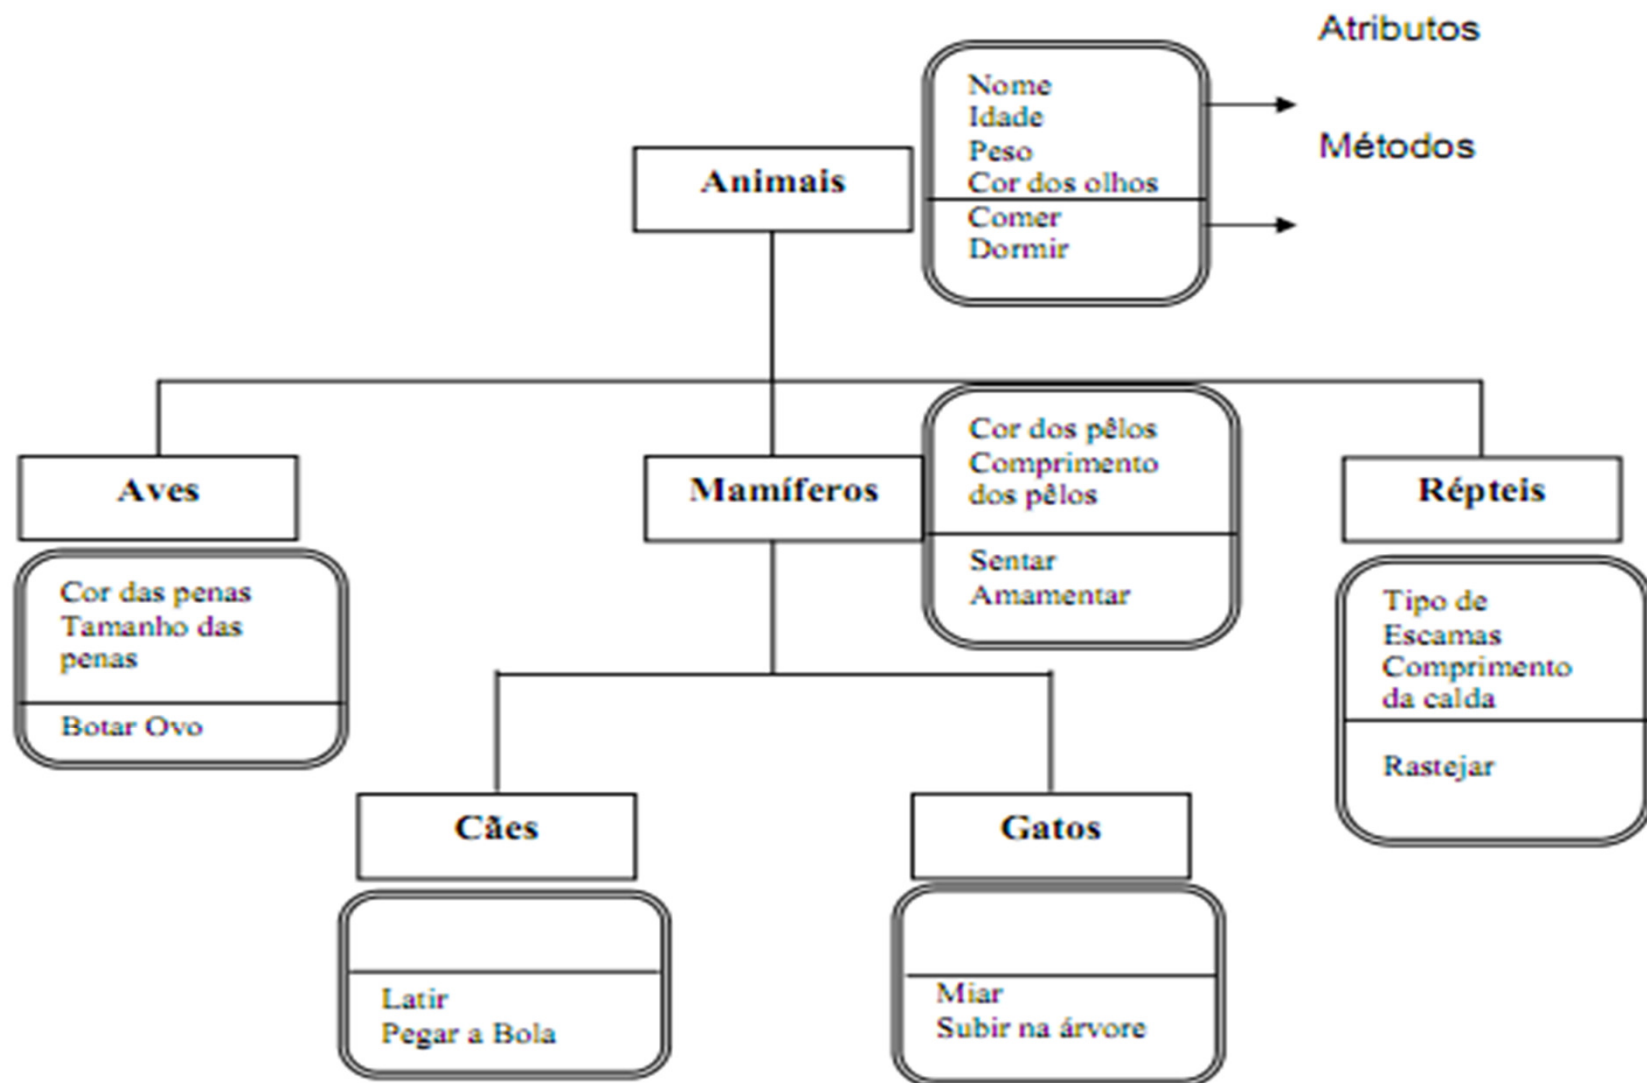 Atributos
Nome
Idade
Peso
Cor dos olhos
Métodos
Animais
Comer
Dormir
Cor dos pêlos
Comprimento
dos pêlos
Aves
Mamíferos
Répteis
Sentar
Amamentar
Cor das penas
Tamanho das
penas
Botar Ovo
Tipo de
Escamas
Comprimento
da calda
Rastejar
Cães
Gatos
Latir
Pegar a Bola
Miar
Subir na árvore